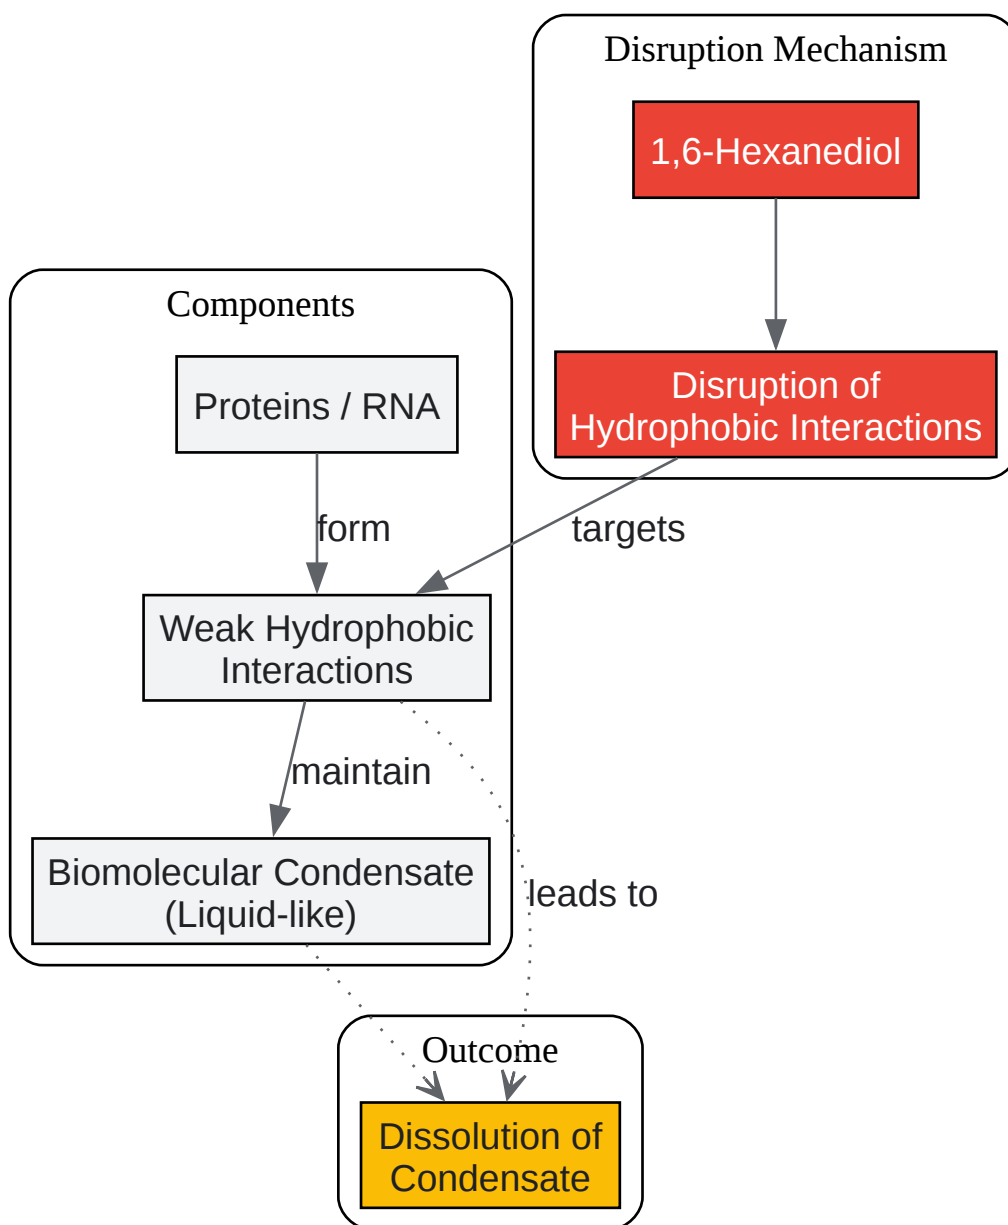 Disruption Mechanism
1,6-Hexanediol
Disruption of
Hydrophobic Interactions
Components
Proteins / RNA
form
targets
Weak Hydrophobic
Interactions
maintain
Biomolecular Condensate
(Liquid-like)
leads to
Outcome
Dissolution of
Condensate